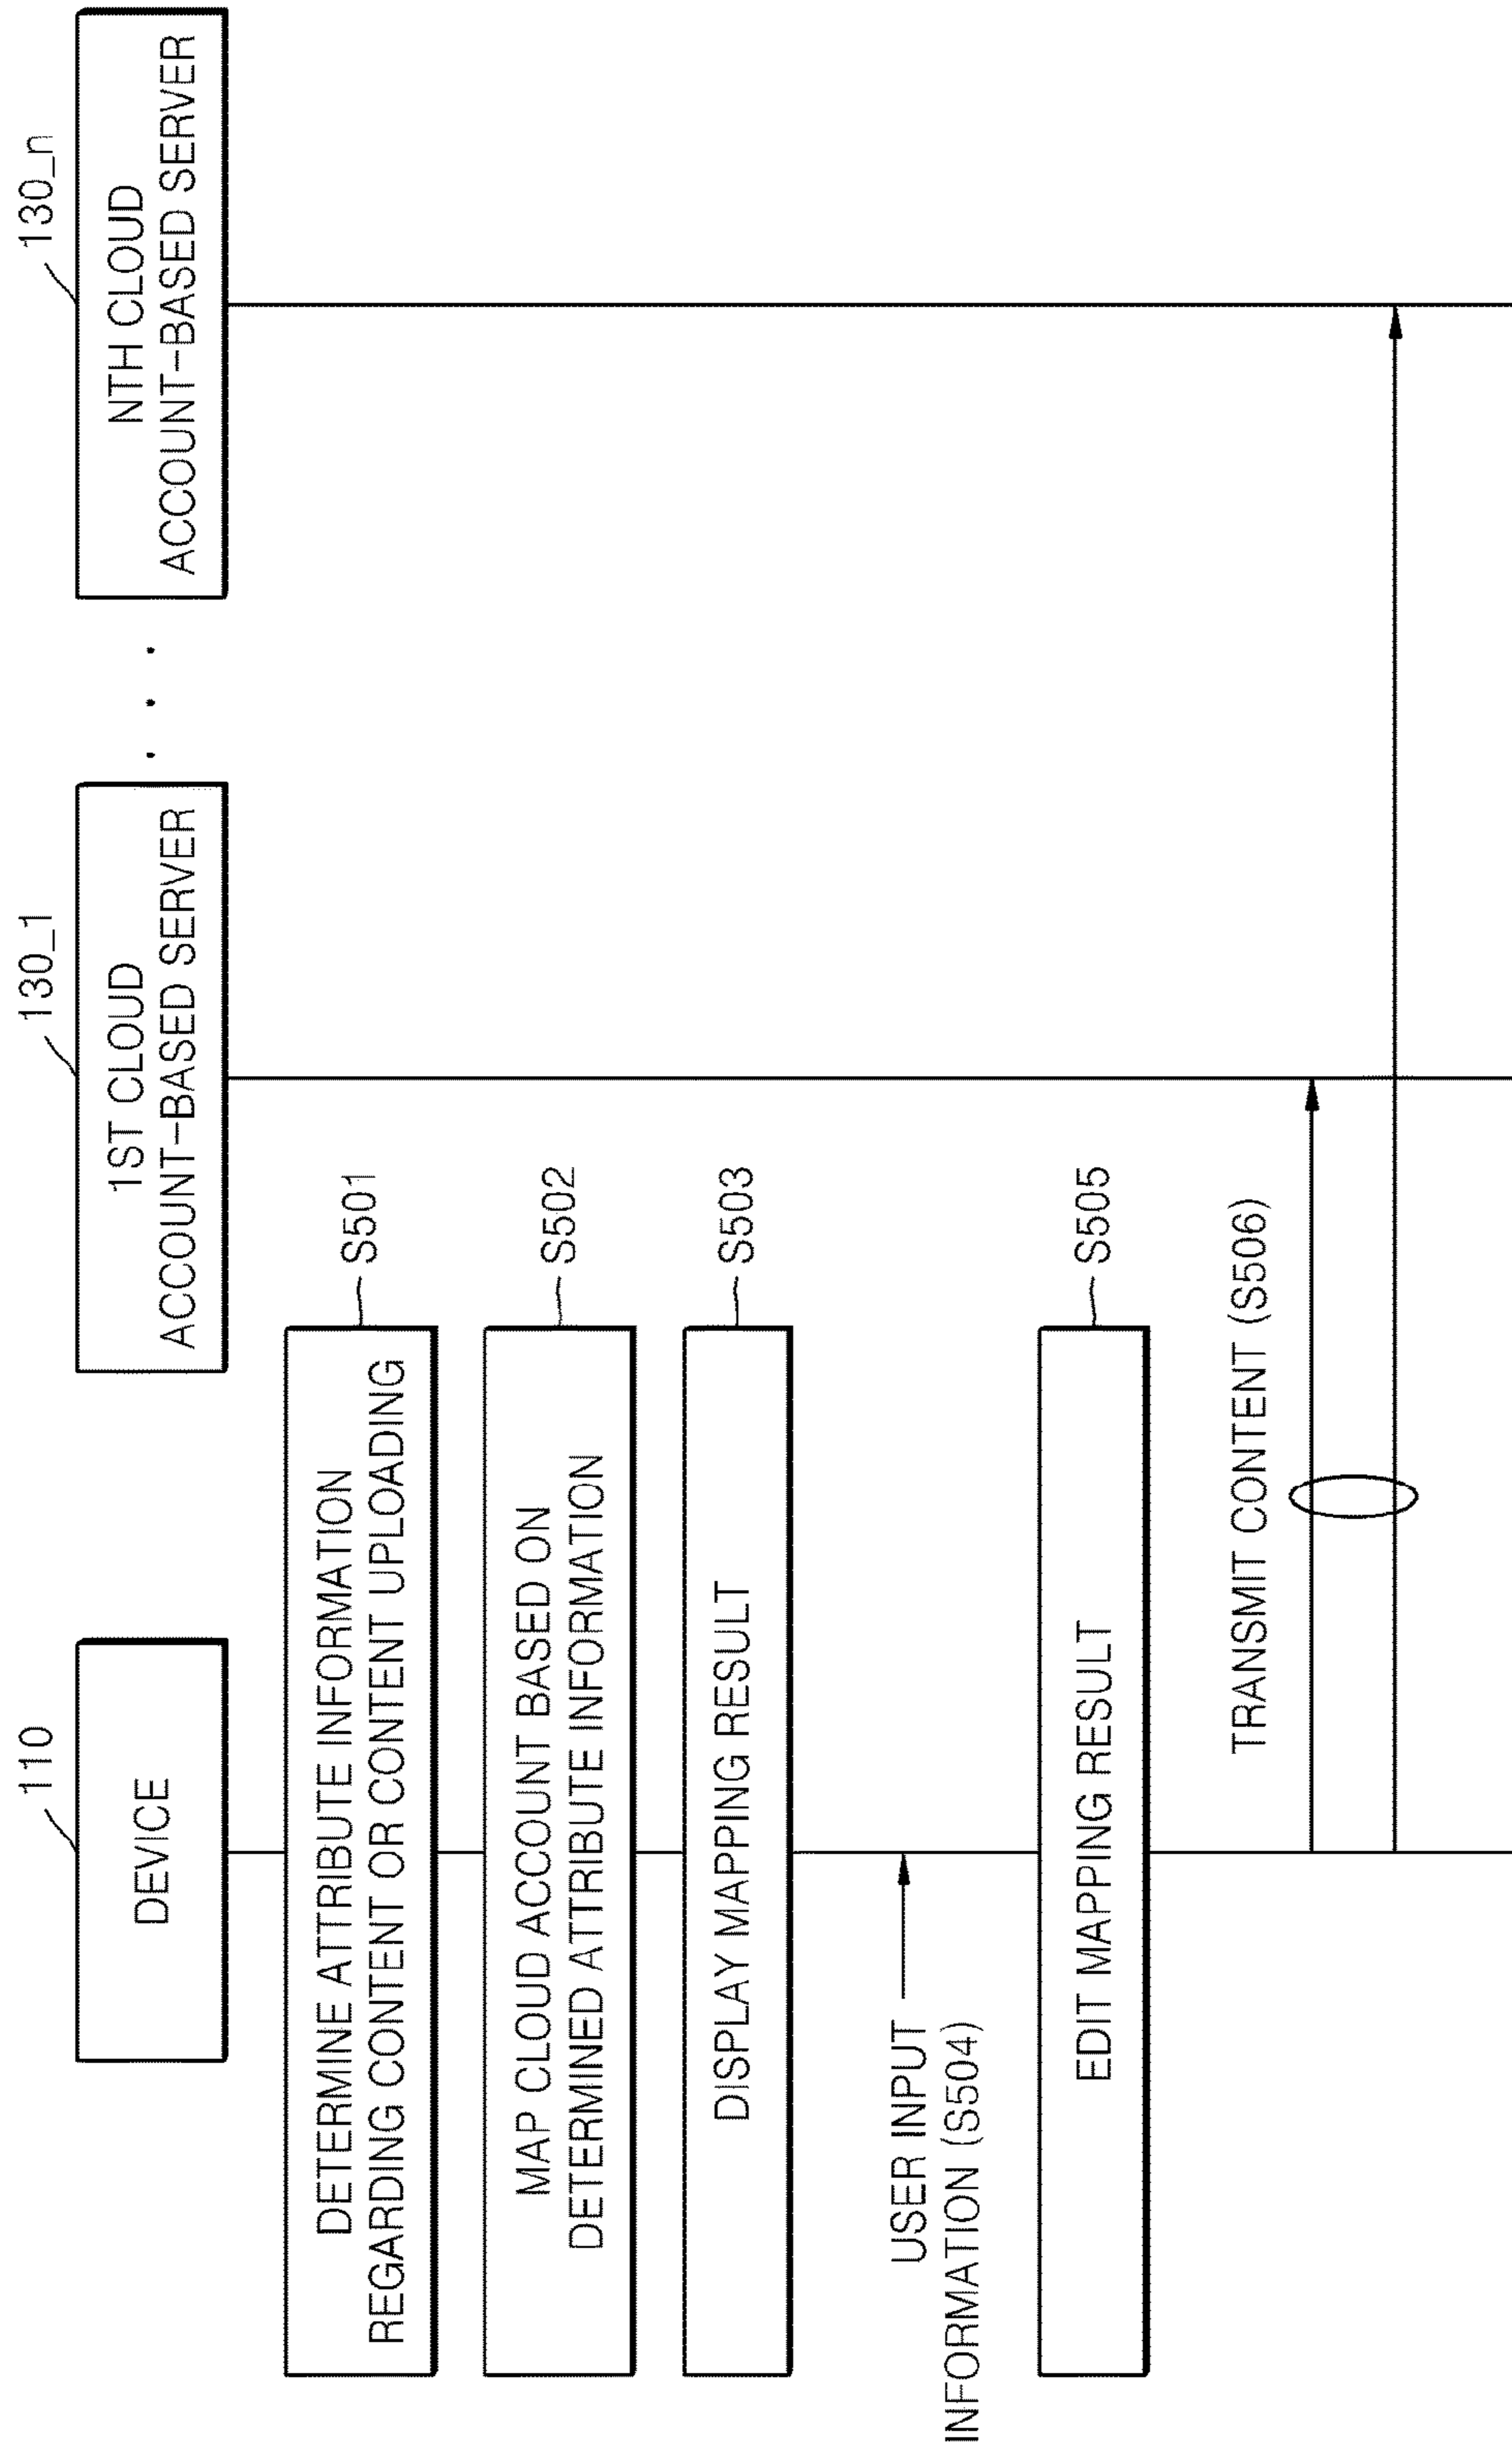 110
DEVICE
130_1
1ST CLOUD
ACCOUNT-BASED SERVER
. . .
130_n
NTH CLOUD
ACCOUNT-BASED SERVER
DETERMINE ATTRIBUTE INFORMATION
REGARDING CONTENT OR CONTENT UPLOADING
S501
MAP CLOUD ACCOUNT BASED ON
DETERMINED ATTRIBUTE INFORMATION
S502
DISPLAY MAPPING RESULT
S503
USER INPUT
INFORMATION (S504)
EDIT MAPPING RESULT
S505
TRANSMIT CONTENT (S506)